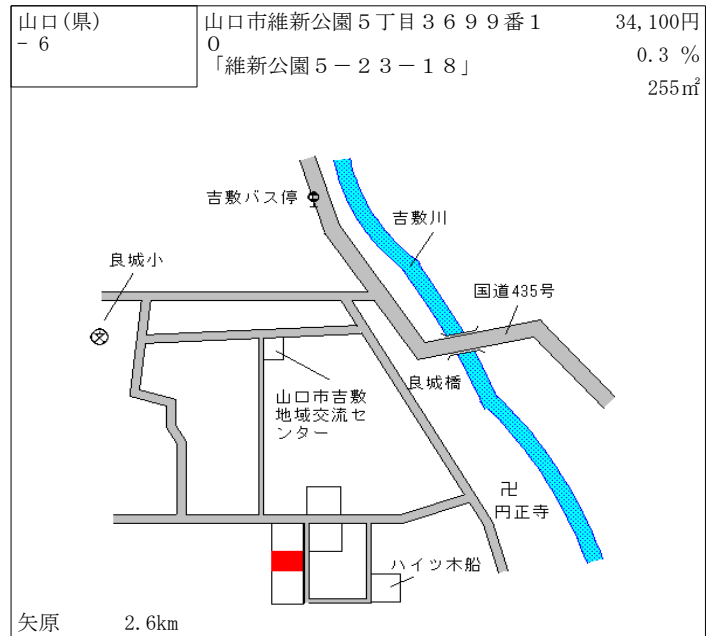 山口(県)
- 6
山口市維新公園５丁目３６９９番１
０
「維新公園５－２３－１８」
34,100円
0.3 %
255㎡
吉敷バス停
吉敷川
良城小
国道435号
良城橋
山口市吉敷
地域交流セ
ンター
卍
円正寺
ハイツ木船
矢原 2.6km